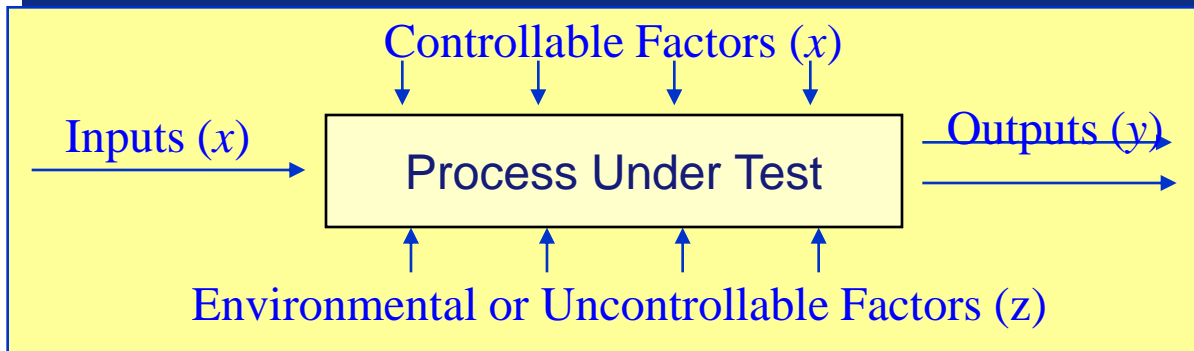 Controllable Factors (x)
Inputs (x)
Outputs (y)
Process Under Test
Environmental or Uncontrollable Factors (z)